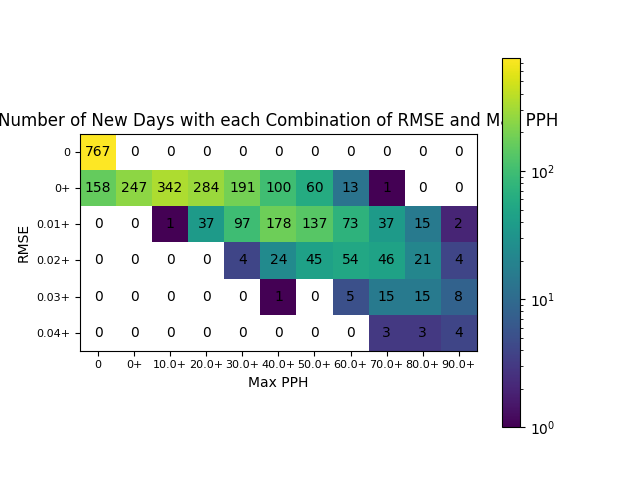 Number of New Days with each Combination of RMSE and Max PPH
0 767 0 0 0 0 0 0 0 0 0 0
0+ 158 247 342 284 191 100 60 13 1 0 0
0.01+ 0 0 1 37 97 178 137 73 37 15 2
0.02+ 0 0 0 0 4 24 45 54 46 21 4
0.03+ 0 0 0 0 0 1 0 5 15 15 8
0.04+ 0 0 0 0 0 0 0 0 3 3 4
0 0+ 10.0+ 20.0+ 30.0+ 40.0+ 50.0+ 60.0+ 70.0+ 80.0+ 90.0+
Max PPH
RMSE
10²
10¹
10⁰